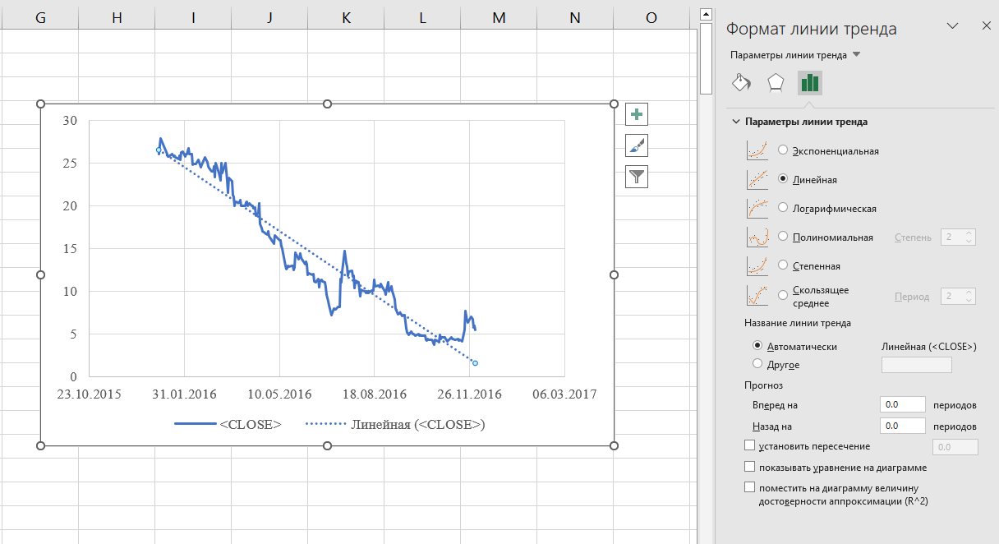 G H I J K L M N O
30
25
20
15
10
5
0
23.10.2015 31.01.2016 10.05.2016 18.08.2016 26.11.2016 06.03.2017
<CLOSE> Линейная (<CLOSE>)
Формат линии тренда
Параметры линии тренда
Параметры линии тренда
Экспоненциальная
Линейная
Логарифмическая
Полиномиальная Степень 2
Степенная
Скользящее
среднее Период 2
Название линии тренда
Автоматически Линейная (<CLOSE>)
Другое
Прогноз
Вперед на 0.0 периодов
Назад на 0.0 периодов
установить пересечение 0.0
показывать уравнение на диаграмме
поместить на диаграмму величину
достоверности аппроксимации (R^2)